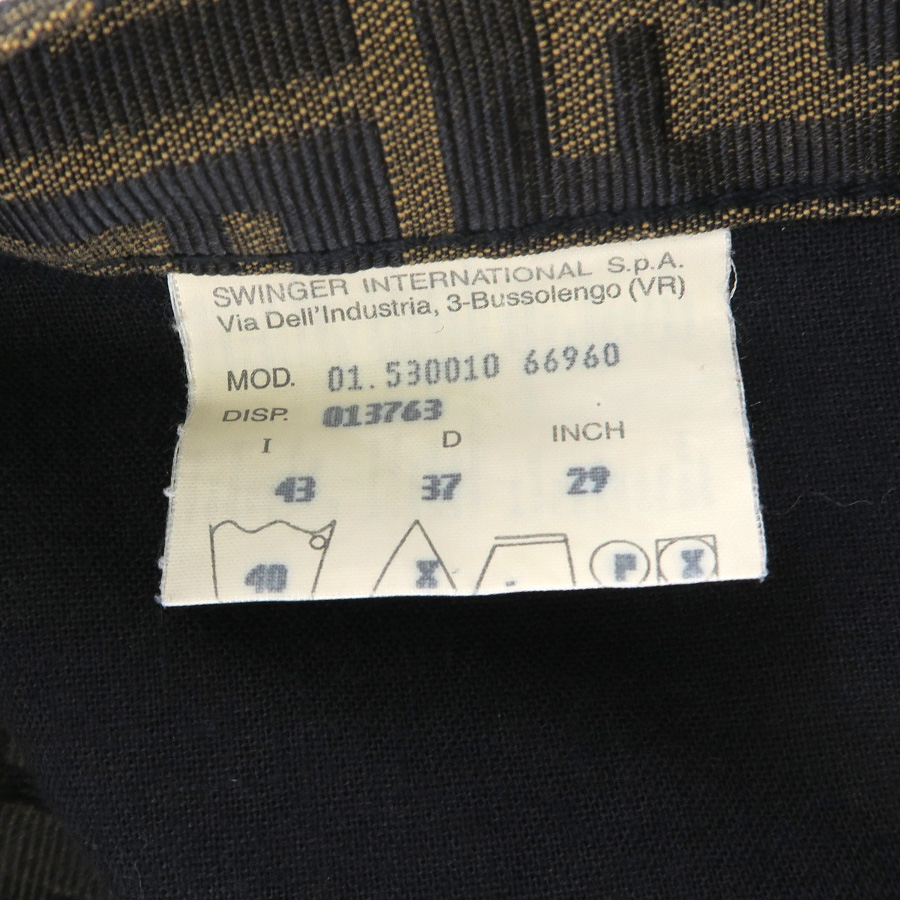 SWINGER INTERNATIONAL S.p.A.
Via Dell'Industria, 3-Bussolengo (VR)
MOD. 01.530010 66960
DISP. 013763
I D INCH
43 37 29
40 X P X